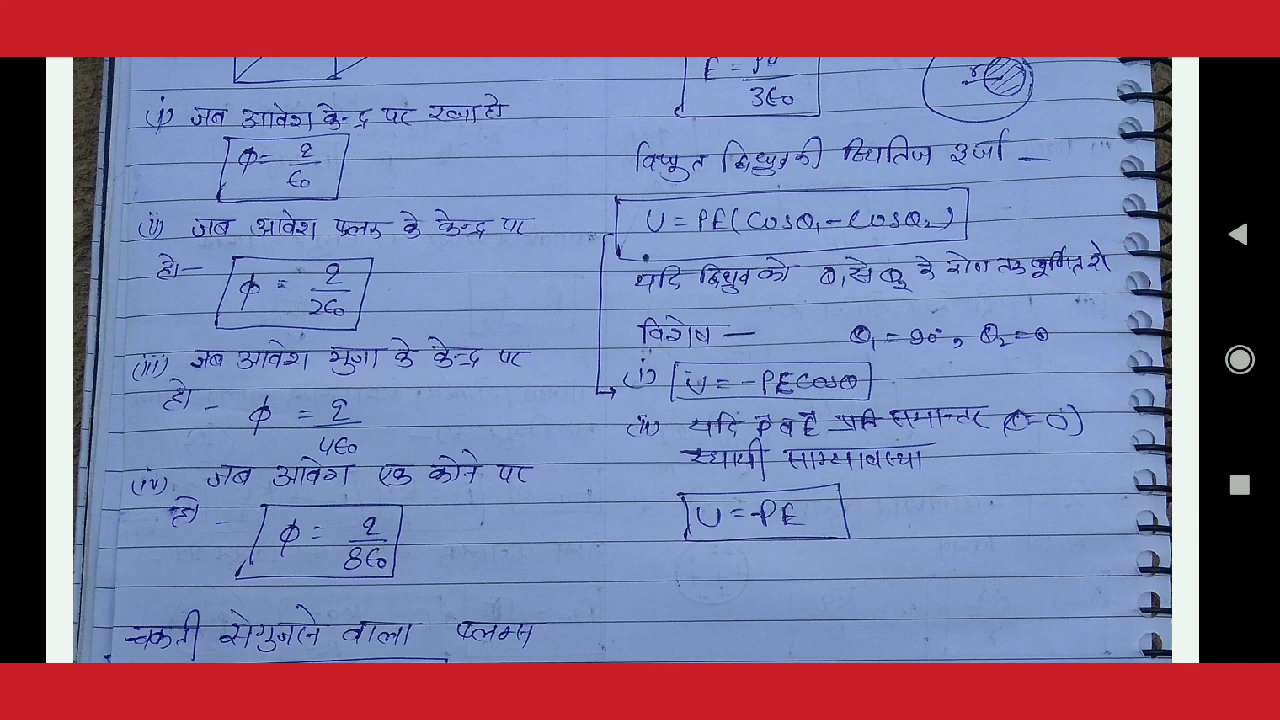 (i) जब आवेश केन्द्र पर रखा हो
φ = q/ε₀
(ii) जब आवेश फलक के केन्द्र पर
हो- φ = q/2ε₀
(iii) जब आवेश भुजा के केन्द्र पर
हो - φ = q/4ε₀
(iv) जब आवेश एक कोने पर
हो - φ = q/8ε₀
चकती से गुजरने वाला फ्लक्स
3ε₀
विद्युत द्विध्रुव की स्थितिज ऊर्जा —
U = PE(cosθ₁ - cosθ₂)
यदि द्विध्रुव को θ₁ से θ₂ के कोण तक घूर्णित हो
विशेष — θ₁ = 90°, θ₂ = θ
(i) U = -PE cosθ
(ii) यदि P व E समान्तर (θ = 0°)
स्थायी साम्यावस्था
U = -PE